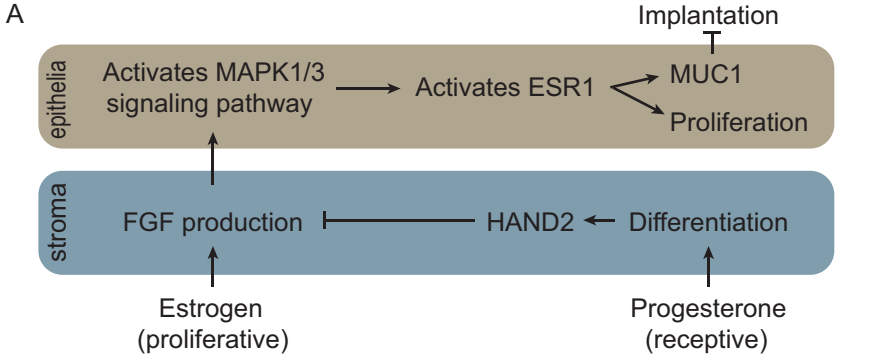 A
Implantation
epithelia
Activates MAPK1/3
signaling pathway
Activates ESR1
MUC1
Proliferation
stroma
FGF production
HAND2
Differentiation
Estrogen
(proliferative)
Progesterone
(receptive)